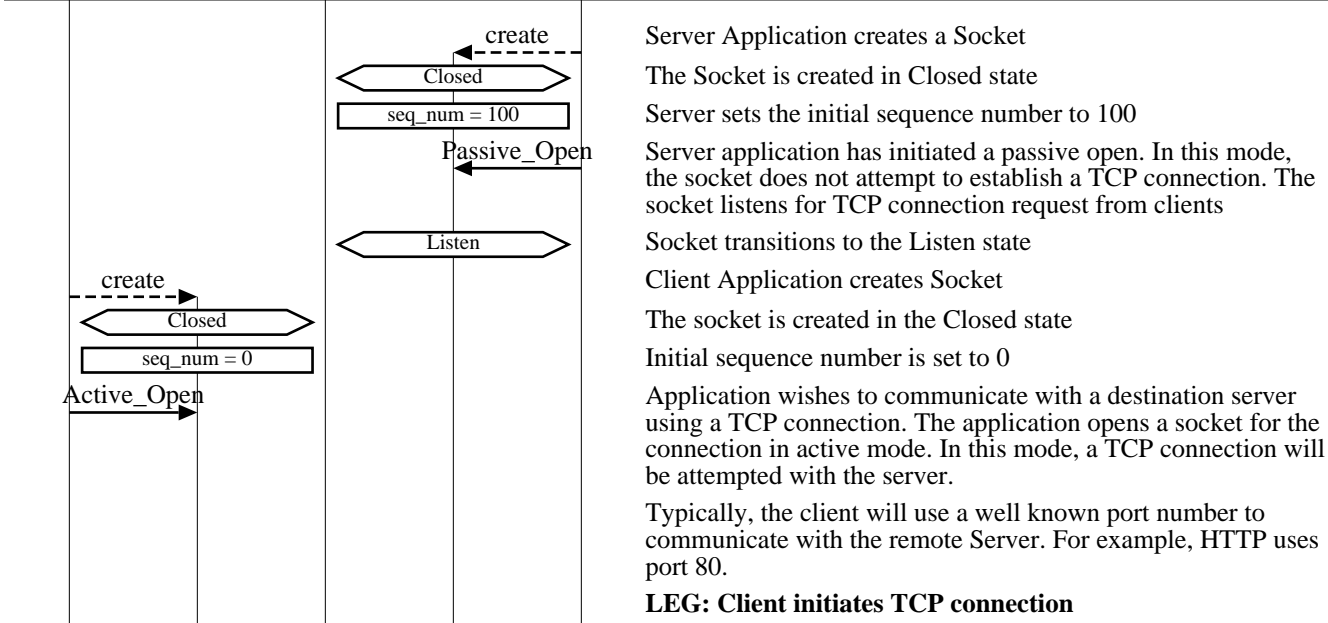 create
Server Application creates a Socket
Closed
The Socket is created in Closed state
seq_num = 100
Server sets the initial sequence number to 100
Passive_Open
Server application has initiated a passive open. In this mode,
the socket does not attempt to establish a TCP connection. The
socket listens for TCP connection request from clients
Listen
Socket transitions to the Listen state
create
Client Application creates Socket
Closed
The socket is created in the Closed state
seq_num = 0
Initial sequence number is set to 0
Active_Open
Application wishes to communicate with a destination server
using a TCP connection. The application opens a socket for the
connection in active mode. In this mode, a TCP connection will
be attempted with the server.
Typically, the client will use a well known port number to
communicate with the remote Server. For example, HTTP uses
port 80.
LEG: Client initiates TCP connection